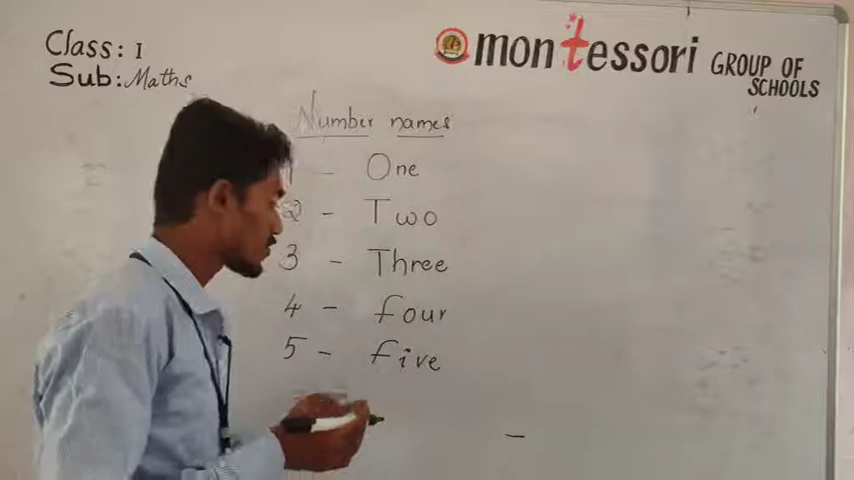 Class: I
Sub: Maths
montessori GROUP OF
SCHOOLS
Number names
- One
2 - Two
3 - Three
4 - four
5 - five
-